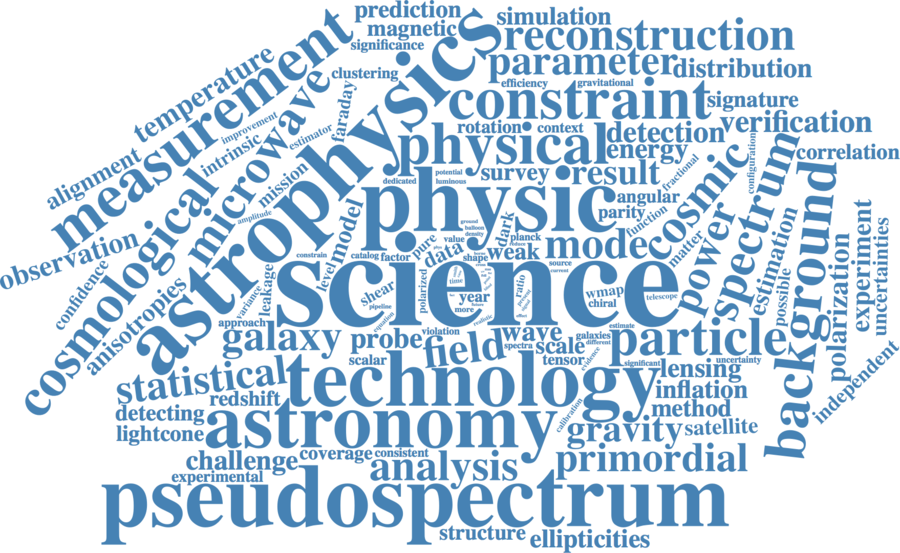 prediction
simulation
magnetic
significance
reconstruction
temperature
measurement
astrophysics
microwave
clustering
parameter
distribution
efficiency
gravitational
constraint
signature
verification
faraday
improvement
estimator
intrinsic
alignment
rotation
context
detection
physical
energy
correlation
configuration
survey
result
fractional
cosmic
mission
amplitude
dedicated
potential
luminous
physic
angular
parity
function
spectrum
background
cosmological
observation
confidence
anisotropies
model
level
constrain
catalog
factor
pure
data
value
ground
balloon
density
dark
planck
shape
weak
mode
matter
power
estimation
possible
polarization
experiment
uncertainties
independent
science
variance
leakage
shear
pipeline
equation
polarized
time
year
more
ratio
source
current
wmap
chiral
telescope
approach
galaxy
probe
violation
realistic
field
wave
spectra
scale
tensor
galaxies
different
estimate
evidence
particle
significant
uncertainty
scalar
statistical
redshift
technology
lensing
inflation
method
detecting
lightcone
astronomy
calibration
gravity
satellite
challenge
coverage
consistent
experimental
analysis
primordial
pseudospectrum
structure
ellipticities